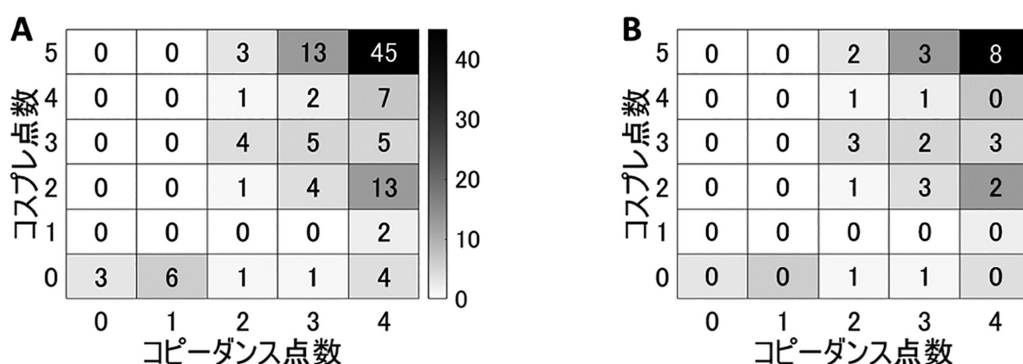 A
コスプレ点数
5 0 0 3 13 45
4 0 0 1 2 7
3 0 0 4 5 5
2 0 0 1 4 13
1 0 0 0 0 2
0 3 6 1 1 4
0 1 2 3 4
コピーダンス点数
40
30
20
10
0
B
コスプレ点数
5 0 0 2 3 8
4 0 0 1 1 0
3 0 0 3 2 3
2 0 0 1 3 2
1 0 0 0 0 0
0 0 0 1 1 0
0 1 2 3 4
コピーダンス点数